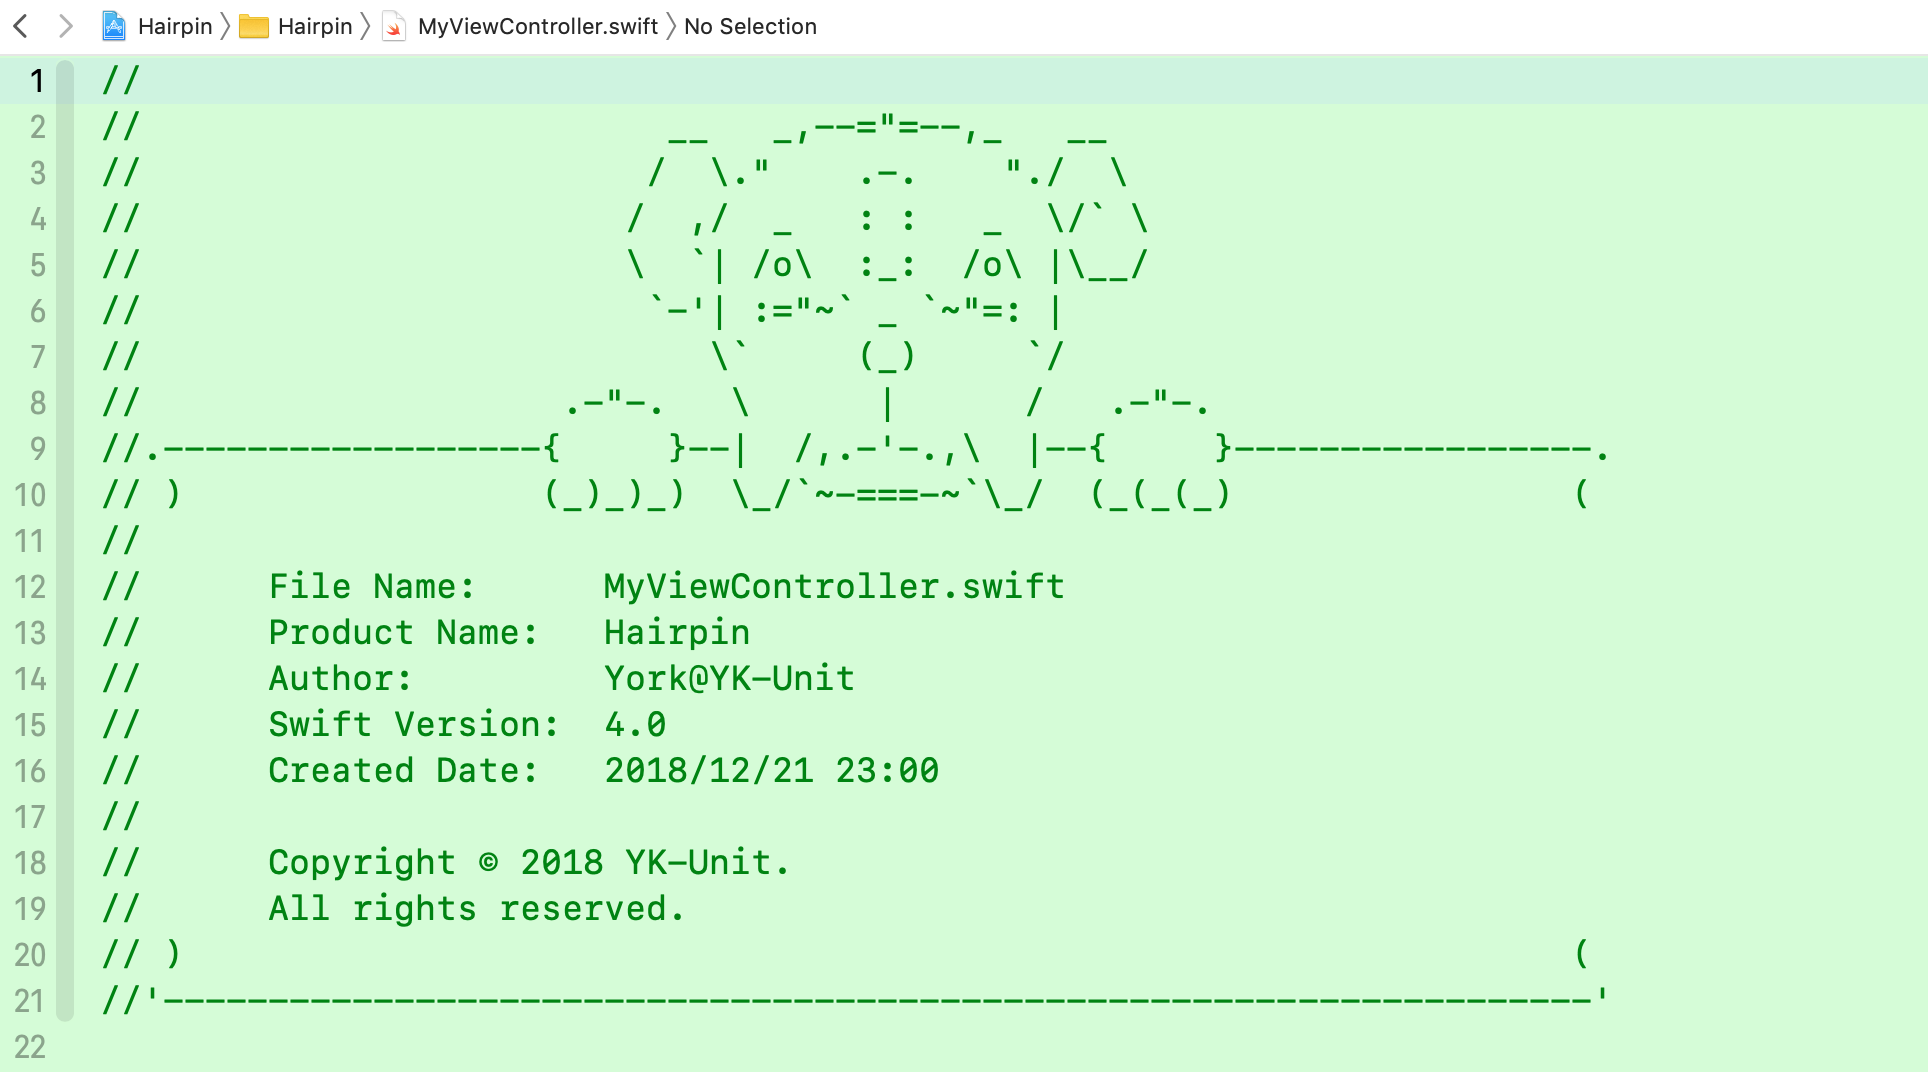 Hairpin Hairpin MyViewController.swift No Selection
1 //
2 //                         __   _,--="=--,_   __
3 //                        /  \."    .-.    "./  \
4 //                       /  ,/  _   : :   _  \/` \
5 //                       \  `| /o\  :_:  /o\ |\__/
6 //                        `-'| :="~` _ `~"=: |
7 //                           \`     (_)     `/
8 //                    .-"-.   \      |      /   .-"-.
9 //.------------------{     }--|  /,.-'-.,\  |--{     }-----------------.
10 // )                 (_)_)_)  \_/`~-===-~`\_/  (_(_(_)                (
11 //
12 //      File Name:      MyViewController.swift
13 //      Product Name:   Hairpin
14 //      Author:         York@YK-Unit
15 //      Swift Version:  4.0
16 //      Created Date:   2018/12/21 23:00
17 //
18 //      Copyright © 2018 YK-Unit.
19 //      All rights reserved.
20 // )                                                                  (
21 //'--------------------------------------------------------------------'
22